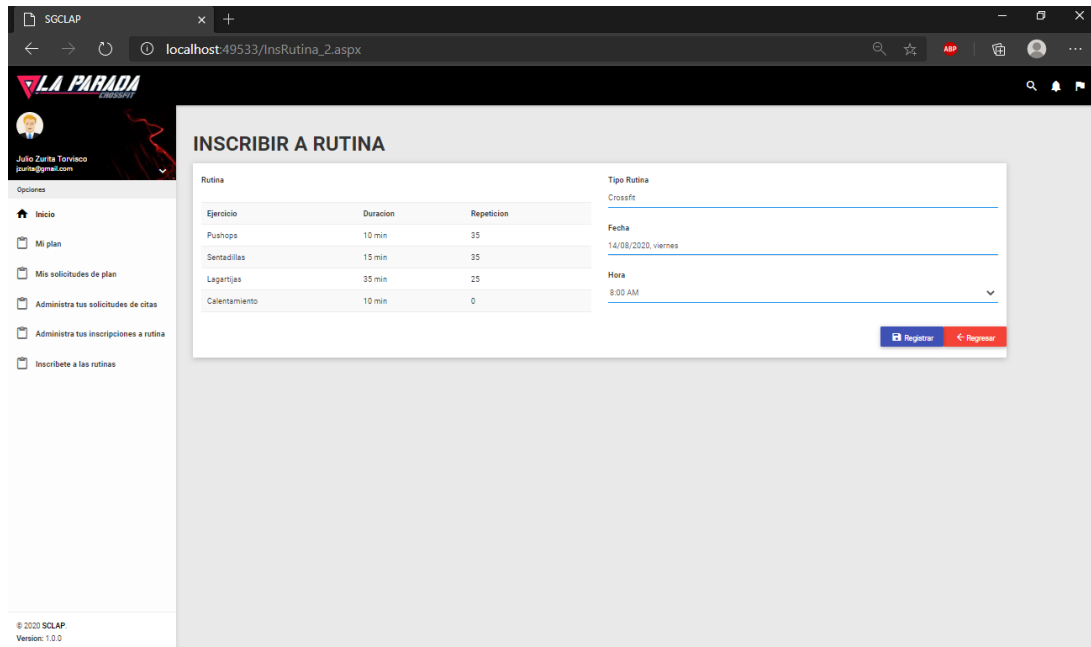 SGCLAP
localhost:49533/InsRutina_2.aspx
ABP
LA PARADA
CROSSFIT
Julio Zurita Torvisco
jzurita@gmail.com
Opciones
Inicio
Mi plan
Mis solicitudes de plan
Administra tus solicitudes de citas
Administra tus inscripciones a rutina
Inscribete a las rutinas
© 2020 SCLAP.
Version: 1.0.0
INSCRIBIR A RUTINA
Rutina
Ejercicio Duracion Repeticion
Pushops 10 min 35
Sentadillas 15 min 35
Lagartijas 35 min 25
Calentamiento 10 min 0
Tipo Rutina
Crossfit
Fecha
14/08/2020, viernes
Hora
8:00 AM
Registrar
Regresar